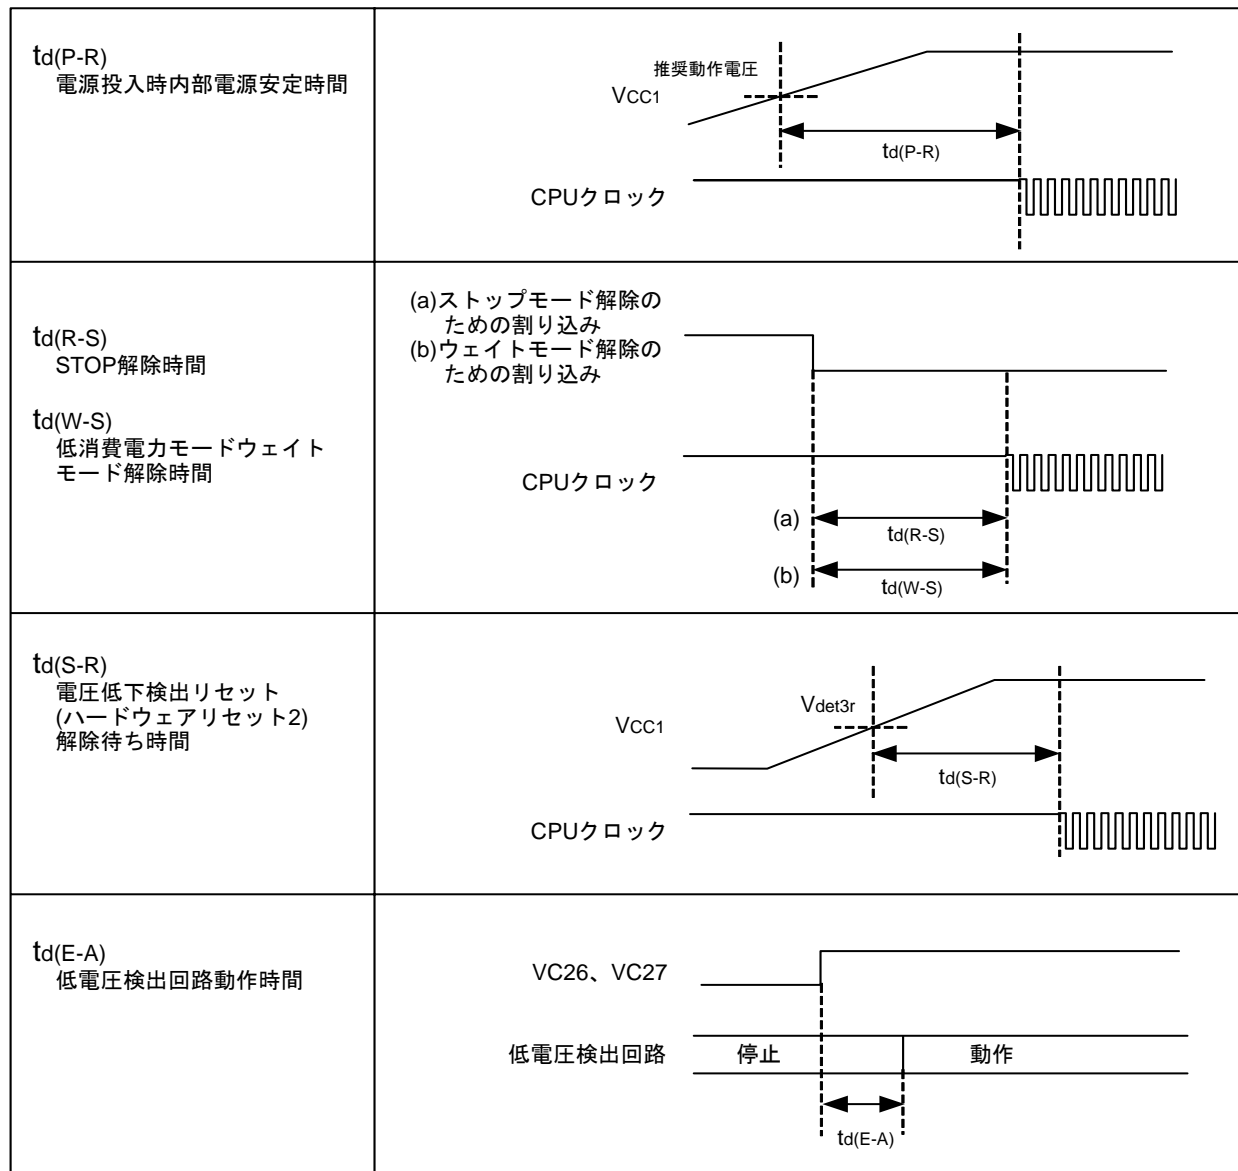 td(P-R)
電源投入時内部電源安定時間
推奨動作電圧
VCC1
td(P-R)
CPUクロック
td(R-S)
STOP解除時間
td(W-S)
低消費電力モードウェイト
モード解除時間
(a)ストップモード解除の
ための割り込み
(b)ウェイトモード解除の
ための割り込み
CPUクロック
(a)
td(R-S)
(b)
td(W-S)
td(S-R)
電圧低下検出リセット
(ハードウェアリセット2)
解除待ち時間
Vdet3r
VCC1
td(S-R)
CPUクロック
td(E-A)
低電圧検出回路動作時間
VC26、VC27
低電圧検出回路
停止
動作
td(E-A)